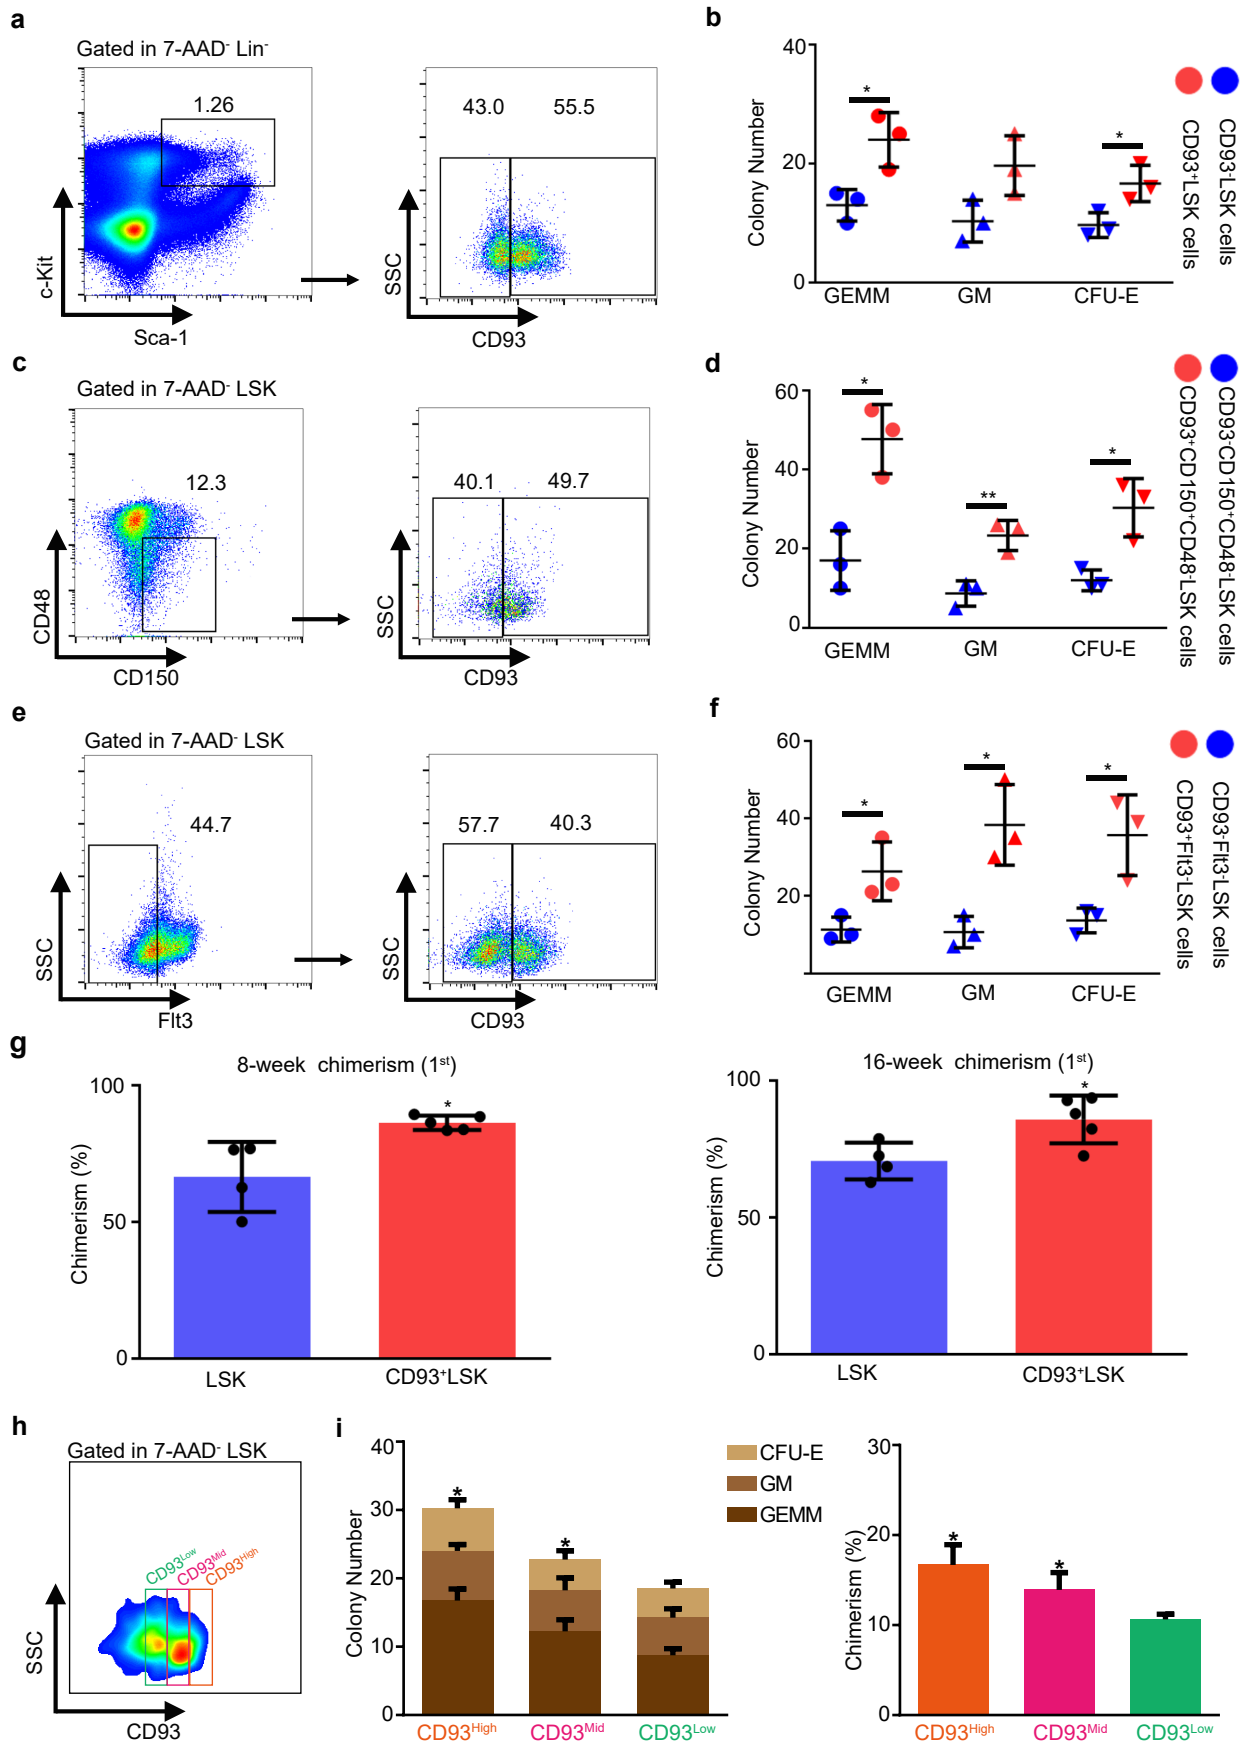 a
Gated in 7-AAD⁻ Lin⁻
1.26
c-Kit
Sca-1
43.0 55.5
SSC
CD93
b
40
20
0
Colony Number
* *
GEMM GM CFU-E
CD93⁺LSK cells
CD93⁻LSK cells
c
Gated in 7-AAD⁻ LSK
12.3
CD48
CD150
40.1 49.7
SSC
CD93
d
60
40
20
0
Colony Number
* ** *
GEMM GM CFU-E
CD93⁺CD150⁺CD48⁻LSK cells
CD93⁻CD150⁺CD48⁻LSK cells
e
Gated in 7-AAD⁻ LSK
44.7
SSC
Flt3
57.7 40.3
SSC
CD93
f
60
40
20
Colony Number
* * *
GEMM GM CFU-E
CD93⁺Flt3⁻LSK cells
CD93⁻Flt3⁻LSK cells
g
8-week chimerism (1ˢᵗ)
100
50
0
Chimerism (%)
*
LSK CD93⁺LSK
16-week chimerism (1ˢᵗ)
100
50
0
Chimerism (%)
*
LSK CD93⁺LSK
h
Gated in 7-AAD⁻ LSK
CD93ᴸᵒʷ
CD93ᴹⁱᵈ
CD93ᴴⁱᵍʰ
SSC
CD93
i
40
30
20
10
0
Colony Number
* *
CFU-E
GM
GEMM
CD93ᴴⁱᵍʰ CD93ᴹⁱᵈ CD93ᴸᵒʷ
30
20
10
0
Chimerism (%)
* *
CD93ᴴⁱᵍʰ CD93ᴹⁱᵈ CD93ᴸᵒʷ